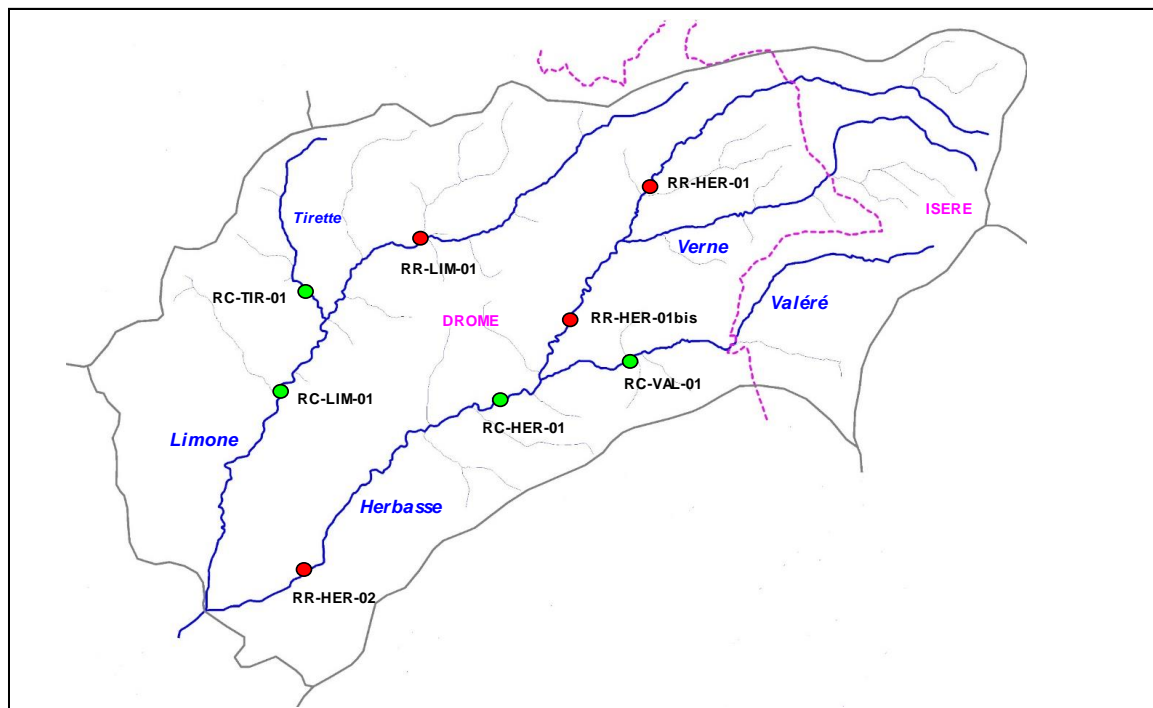 RR-HER-01
ISERE
Tirette
Verne
RR-LIM-01
RC-TIR-01
Valéré
DROME
RR-HER-01bis
RC-VAL-01
RC-LIM-01
RC-HER-01
Limone
Herbasse
RR-HER-02